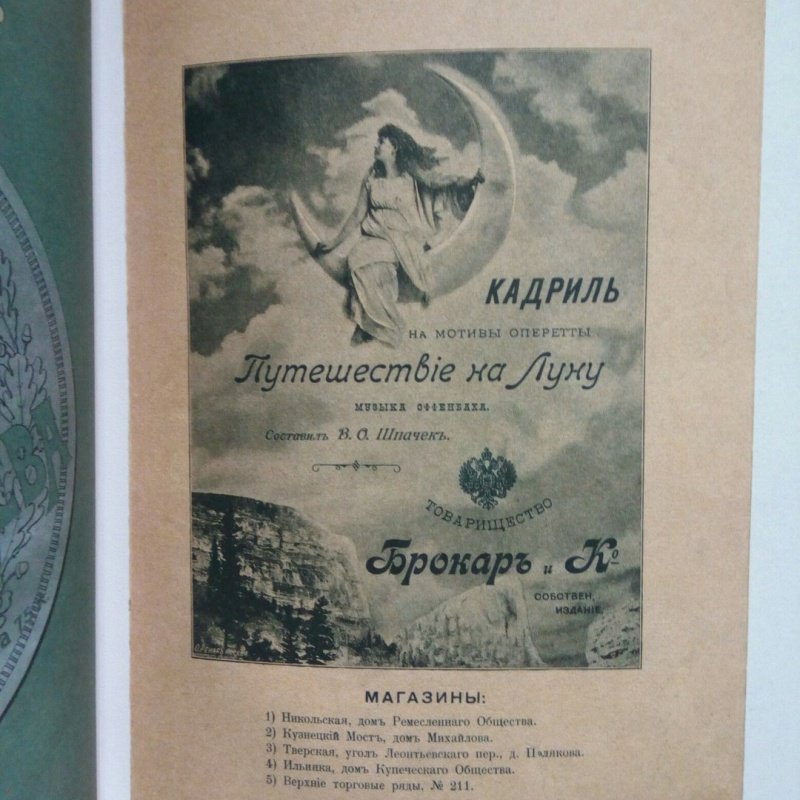 КАДРИЛЬ
НА МОТИВЫ ОПЕРЕТТЫ
Путешествіе на Луну
МУЗЫКА ОФФЕНБАХА.
Составилъ В. О. Шпачек.
ТОВАРИЩЕСТВО
Брокаръ и Ко
СОБСТВЕН.
ИЗДАНІЕ.
МАГАЗИНЫ:
1) Никольская, домъ Ремесленнаго Общества.
2) Кузнецкій Мостъ, домъ Михайлова.
3) Тверская, уголъ Леонтьевскаго пер., д. Полякова.
4) Ильинка, домъ Купеческаго Общества.
5) Верхніе торговые ряды, № 211.